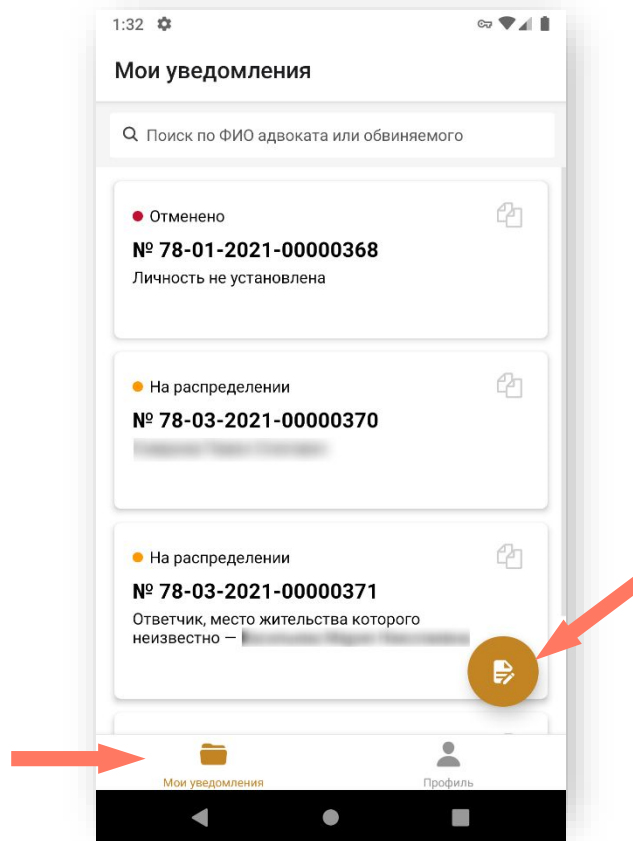 1:32
Мои уведомления
Поиск по ФИО адвоката или обвиняемого
Отменено
№ 78-01-2021-00000368
Личность не установлена
На распределении
№ 78-03-2021-00000370
На распределении
№ 78-03-2021-00000371
Ответчик, место жительства которого
неизвестно —
Мои уведомления
Профиль